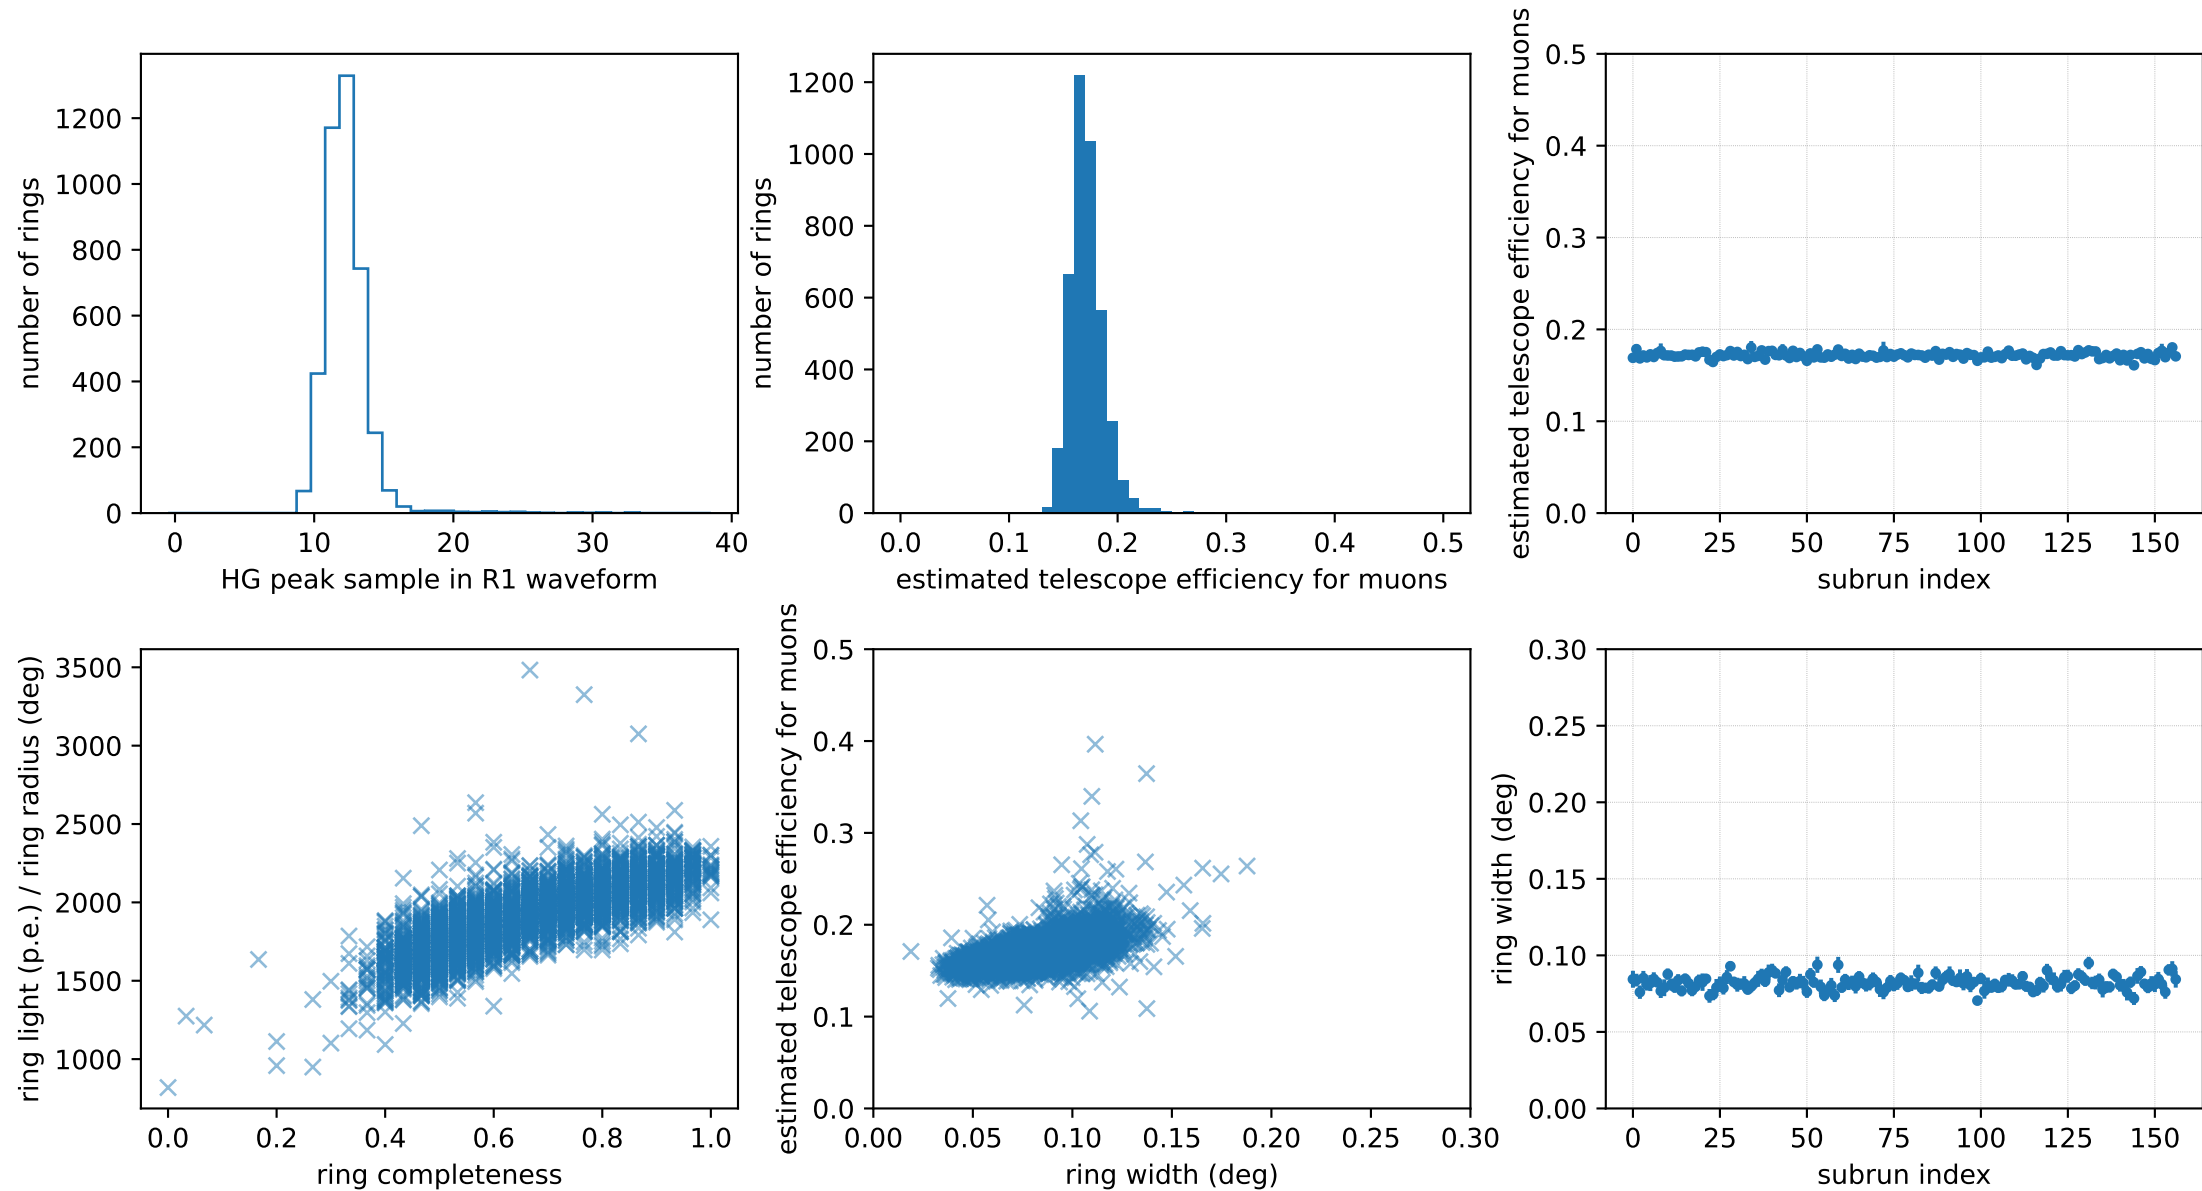 number of rings
1200
1000
800
600
400
200
0
0 10 20 30 40
HG peak sample in R1 waveform
number of rings
1200
1000
800
600
400
200
0
0.0 0.1 0.2 0.3 0.4 0.5
estimated telescope efficiency for muons
estimated telescope efficiency for muons
0.5
0.4
0.3
0.2
0.1
0.0
0 25 50 75 100 125 150
subrun index
ring light (p.e.) / ring radius (deg)
3500
3000
2500
2000
1500
1000
0.0 0.2 0.4 0.6 0.8 1.0
ring completeness
estimated telescope efficiency for muons
0.5
0.4
0.3
0.2
0.1
0.0
0.00 0.05 0.10 0.15 0.20 0.25 0.30
ring width (deg)
ring width (deg)
0.30
0.25
0.20
0.15
0.10
0.05
0.00
0 25 50 75 100 125 150
subrun index